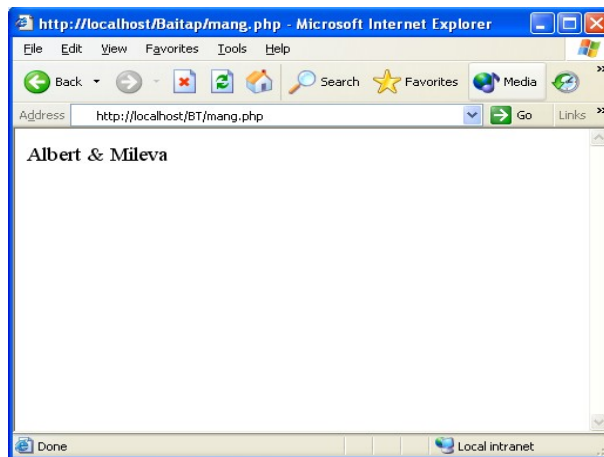 http://localhost/Baitap/mang.php - Microsoft Internet Explorer
File Edit View Favorites Tools Help
Back Search Favorites Media »
Address http://localhost/BT/mang.php Go Links »
Albert & Mileva
Done Local intranet